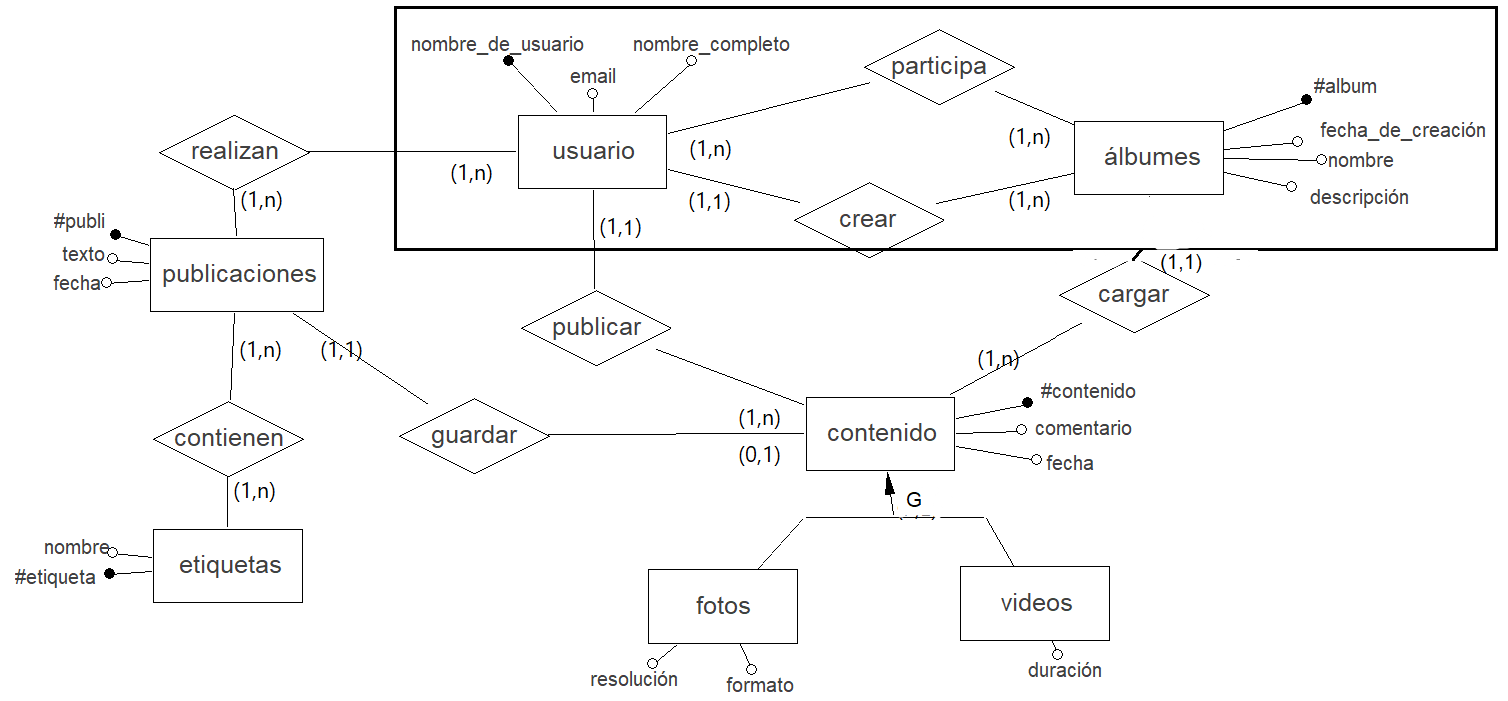 nombre_de_usuario
nombre_completo
email
participa
#album
fecha_de_creación
nombre
descripción
realizan
usuario
álbumes
(1,n)
(1,n)
(1,n)
(1,1)
(1,n)
(1,n)
(1,1)
crear
#publi
texto
fecha
publicaciones
(1,1)
cargar
publicar
(1,n)
(1,1)
(1,n)
#contenido
comentario
fecha
contenido
(1,n)
(0,1)
guardar
contienen
(1,n)
G
nombre
#etiqueta
etiquetas
fotos
videos
resolución
formato
duración